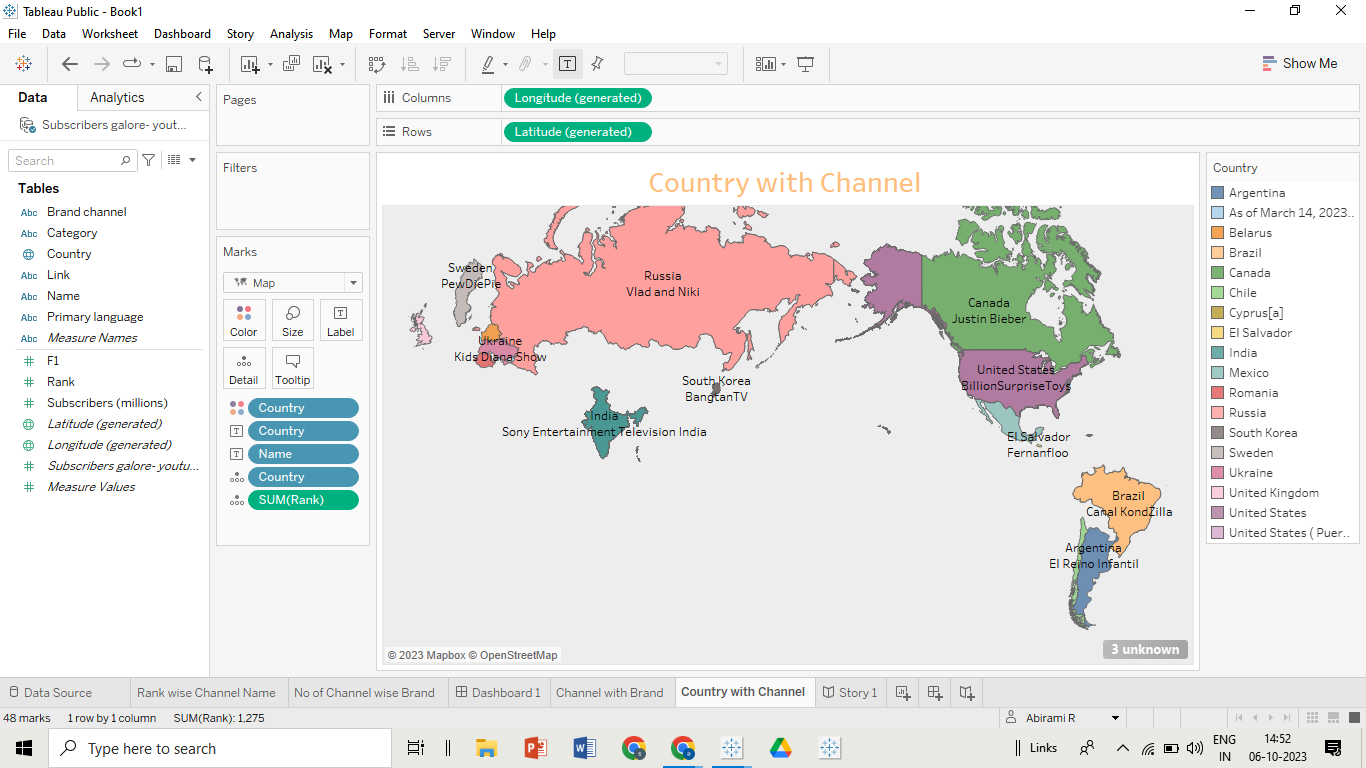 Tableau Public - Book1
File Data Worksheet Dashboard Story Analysis Map Format Server Window Help
Show Me
Data Analytics
Subscribers galore- yout...
Search
Tables
Abc Brand channel
Abc Category
Country
Abc Link
Abc Name
Abc Primary language
Abc Measure Names
# F1
# Rank
# Subscribers (millions)
Latitude (generated)
Longitude (generated)
# Subscribers galore- youtu...
# Measure Values
Pages
Filters
Marks
Map
Color Size Label
Detail Tooltip
Country
Country
Name
Country
SUM(Rank)
Columns Longitude (generated)
Rows Latitude (generated)
Country with Channel
Sweden
PewDiePie
Russia
Vlad and Niki
Canada
Justin Bieber
Ukraine
Kids Diana Show
United States
BillionSurpriseToys
South Korea
BangtanTV
India
Sony Entertainment Television India
El Salvador
Fernanfloo
Brazil
Canal KondZilla
Argentina
El Reino Infantil
© 2023 Mapbox © OpenStreetMap
3 unknown
Country
Argentina
As of March 14, 2023..
Belarus
Brazil
Canada
Chile
Cyprus[a]
El Salvador
India
Mexico
Romania
Russia
South Korea
Sweden
Ukraine
United Kingdom
United States
United States ( Puer..
Data Source Rank wise Channel Name No of Channel wise Brand Dashboard 1 Channel with Brand Country with Channel Story 1
48 marks 1 row by 1 column SUM(Rank): 1,275 Abirami R
Type here to search
Links
ENG
IN
14:52
06-10-2023